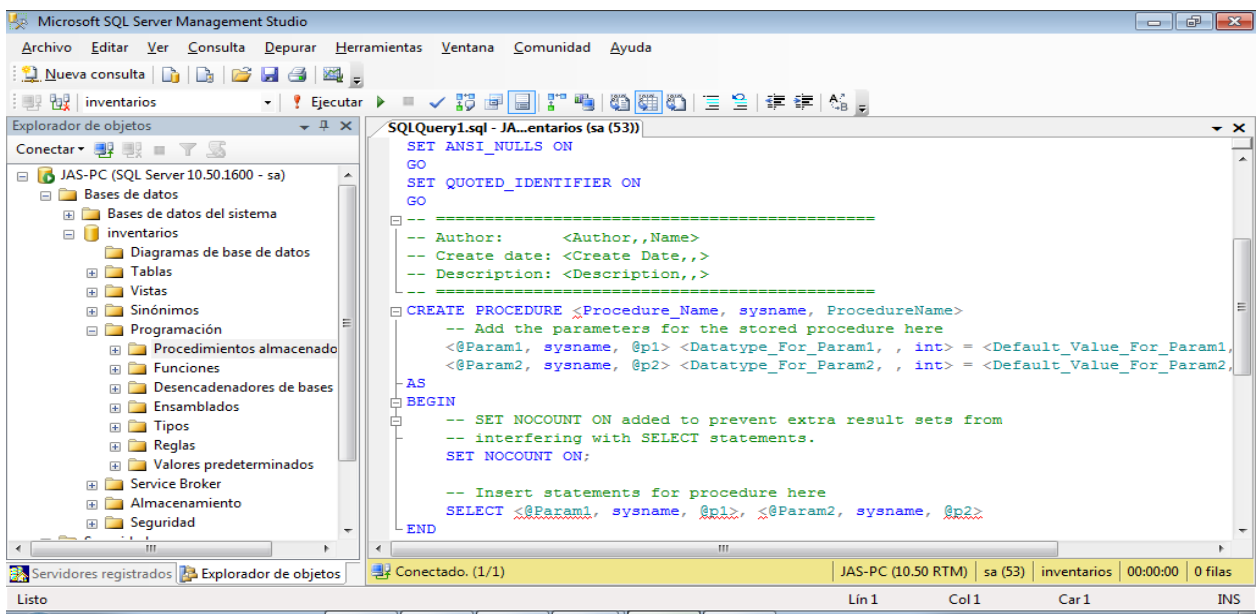 Microsoft SQL Server Management Studio
Archivo Editar Ver Consulta Depurar Herramientas Ventana Comunidad Ayuda
Nueva consulta
inventarios Ejecutar
Explorador de objetos
Conectar
JAS-PC (SQL Server 10.50.1600 - sa)
Bases de datos
Bases de datos del sistema
inventarios
Diagramas de base de datos
Tablas
Vistas
Sinónimos
Programación
Procedimientos almacenado
Funciones
Desencadenadores de bases
Ensamblados
Tipos
Reglas
Valores predeterminados
Service Broker
Almacenamiento
Seguridad
Servidores registrados Explorador de objetos
SQLQuery1.sql - JA...entarios (sa (53))
SET ANSI_NULLS ON
GO
SET QUOTED_IDENTIFIER ON
GO
-- =============================================
-- Author: <Author,,Name>
-- Create date: <Create Date,,>
-- Description: <Description,,>
-- =============================================
CREATE PROCEDURE <Procedure_Name, sysname, ProcedureName>
-- Add the parameters for the stored procedure here
<@Param1, sysname, @p1> <Datatype_For_Param1, , int> = <Default_Value_For_Param1,
<@Param2, sysname, @p2> <Datatype_For_Param2, , int> = <Default_Value_For_Param2,
AS
BEGIN
-- SET NOCOUNT ON added to prevent extra result sets from
-- interfering with SELECT statements.
SET NOCOUNT ON;
-- Insert statements for procedure here
SELECT <@Param1, sysname, @p1>, <@Param2, sysname, @p2>
END
Conectado. (1/1) JAS-PC (10.50 RTM) sa (53) inventarios 00:00:00 0 filas
Listo Lín 1 Col 1 Car 1 INS